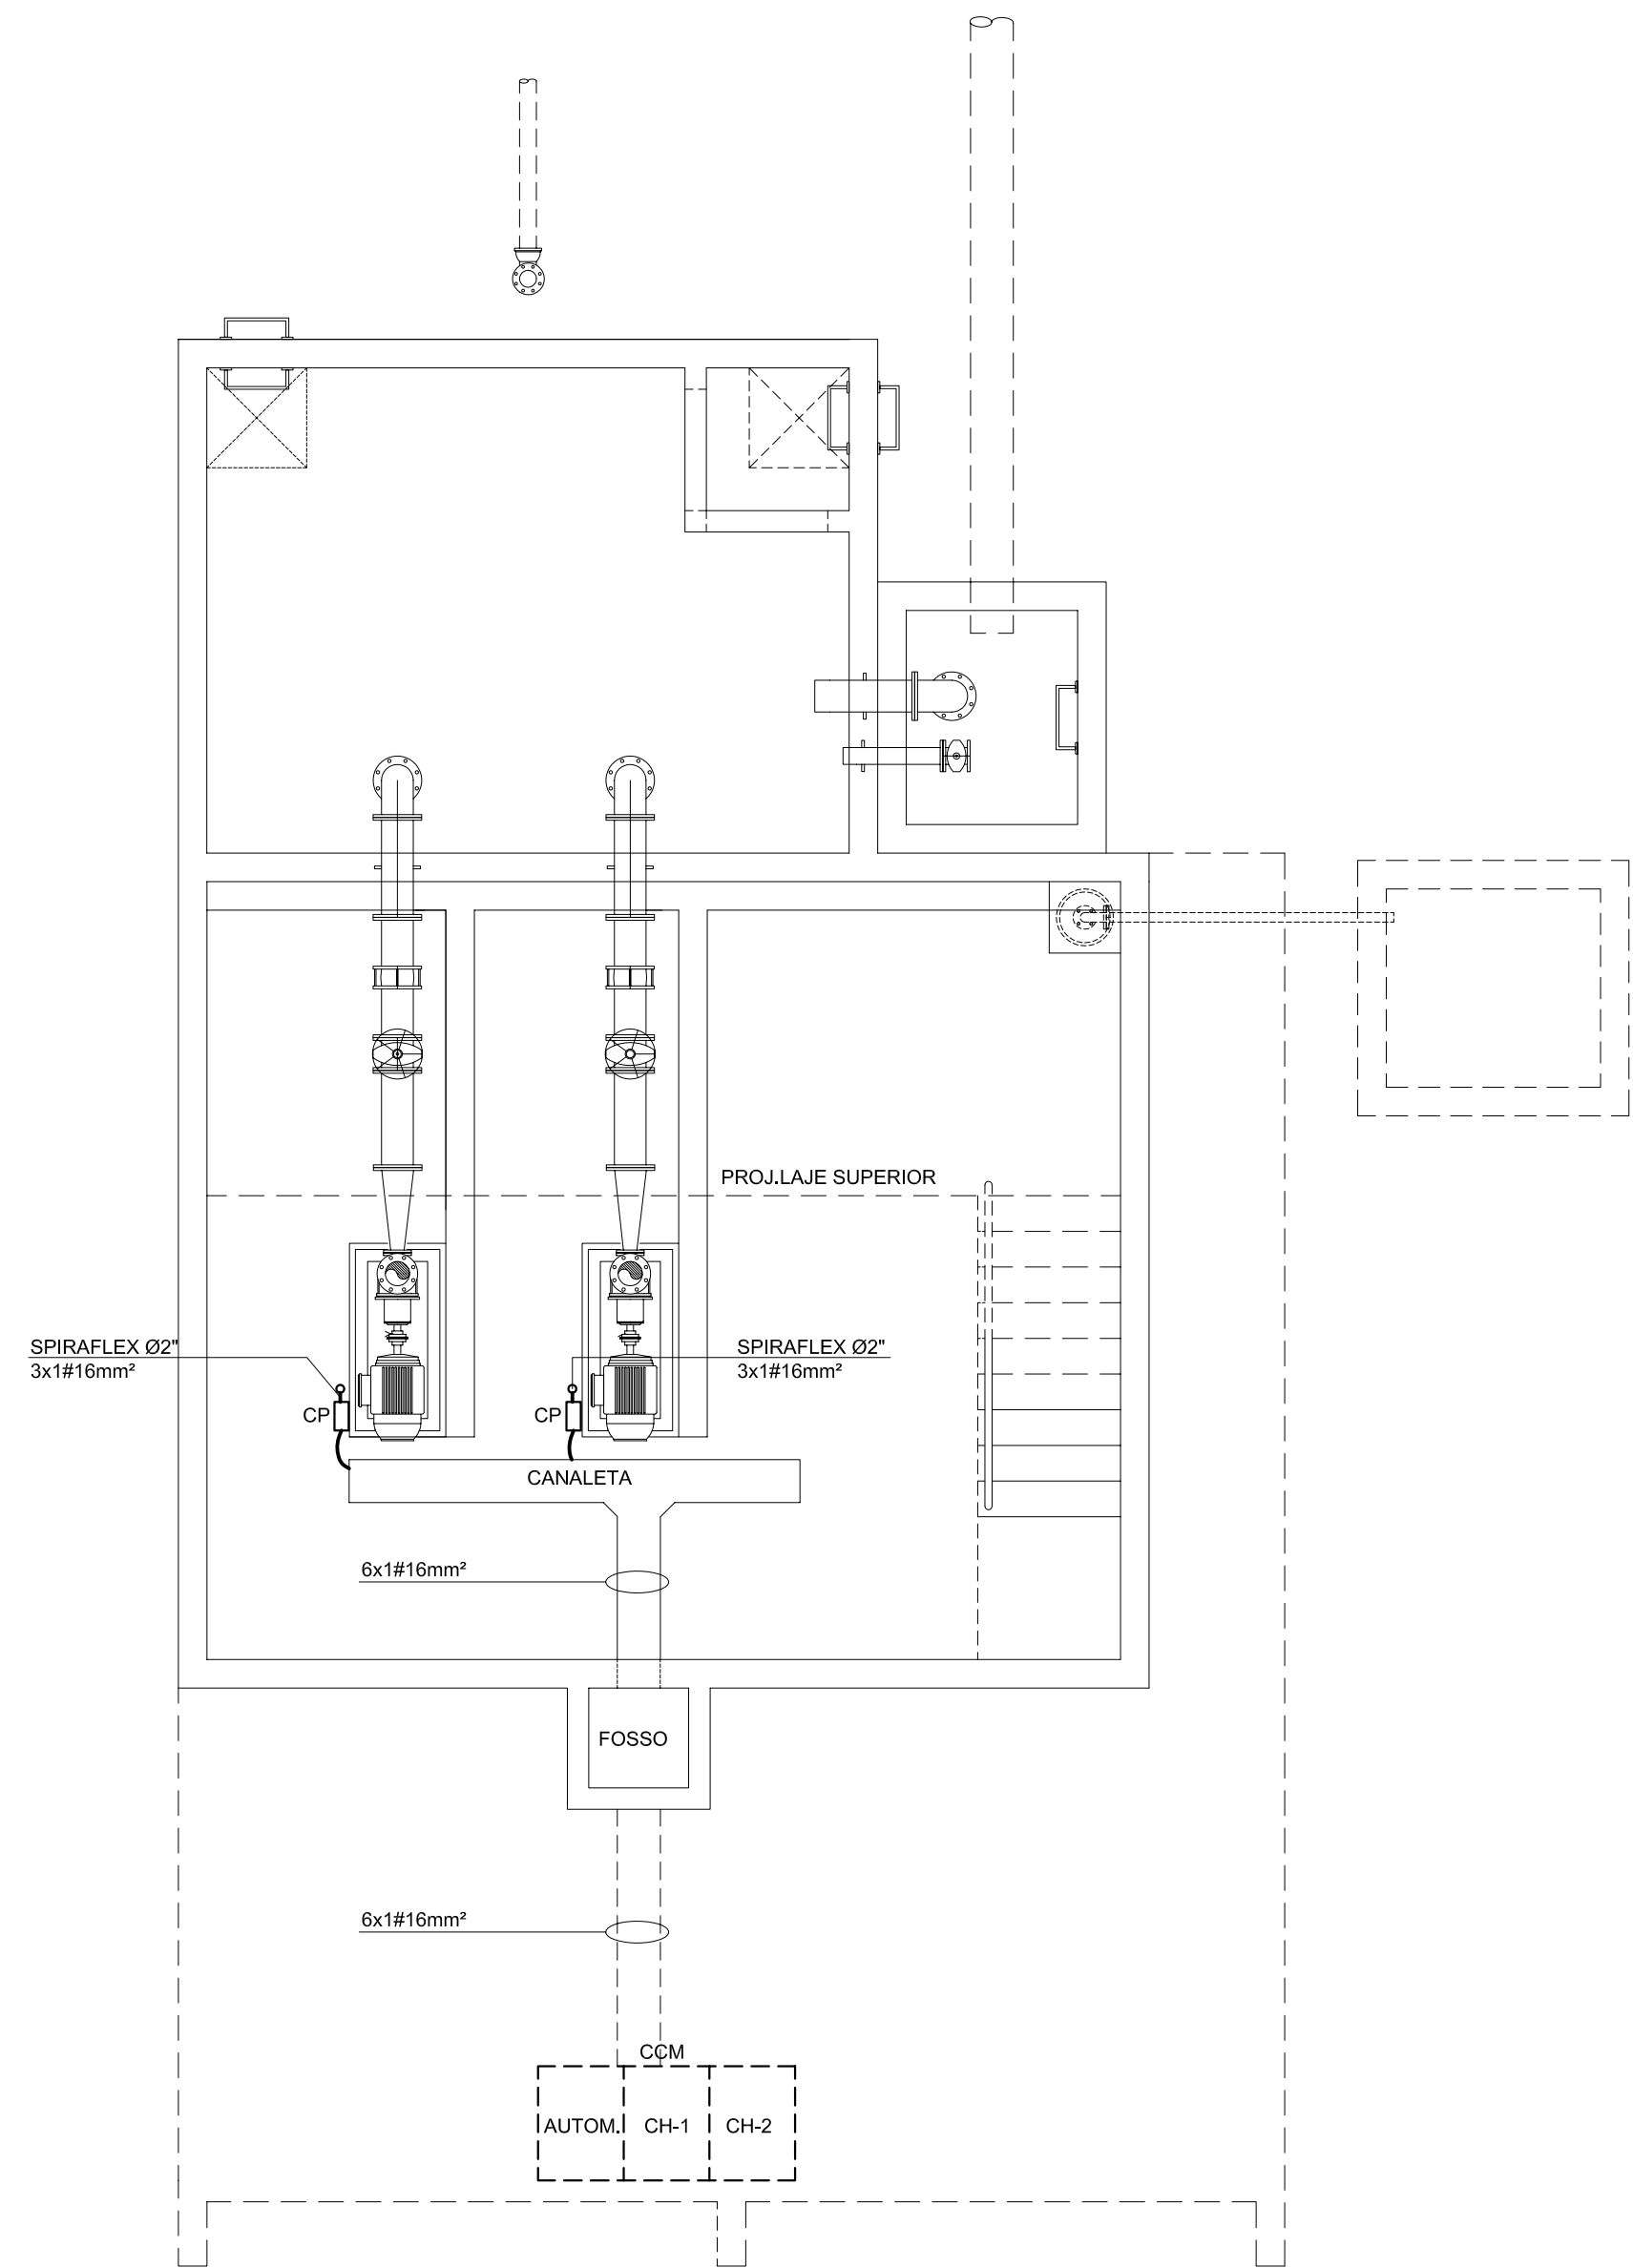 PROJ.LAJE SUPERIOR
SPIRAFLEX Ø2"
3x1#16mm²
SPIRAFLEX Ø2"
3x1#16mm²
CP
CP
CANALETA
6x1#16mm²
FOSSO
6x1#16mm²
CCM
AUTOM.
CH-1
CH-2